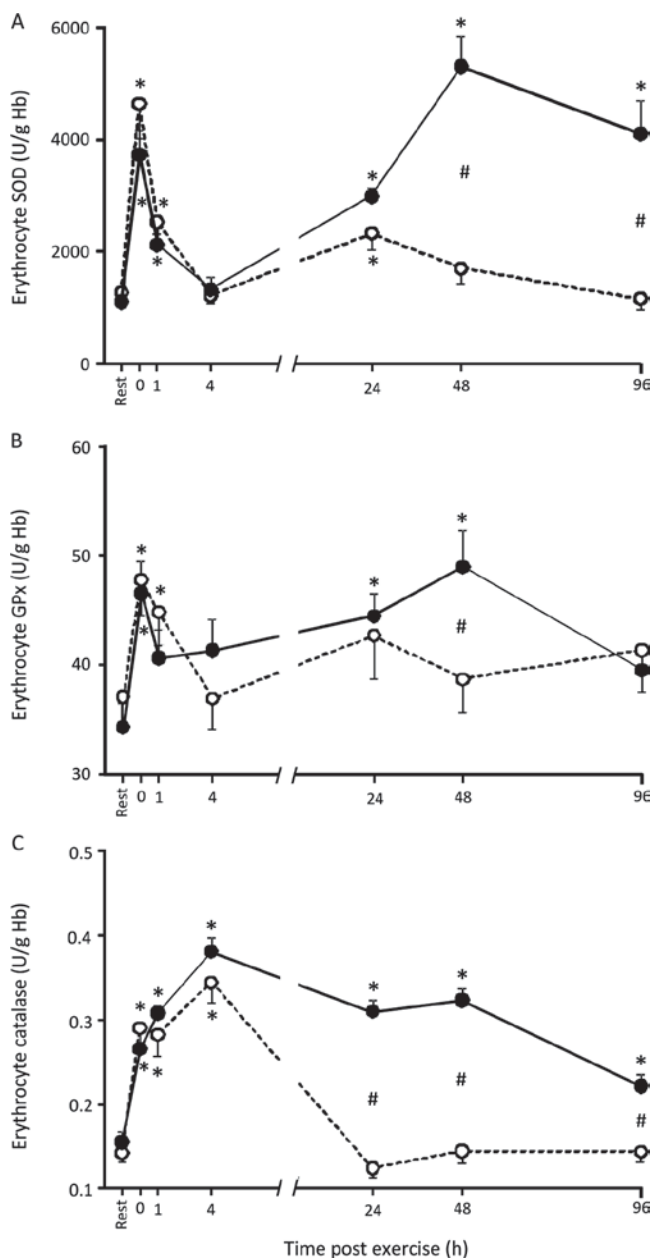 A
Erythrocyte SOD (U/g Hb)
6000
4000
2000
0
* * * * * * * * *
# #
Rest 0 1 4 24 48 96
B
Erythrocyte GPx (U/g Hb)
60
50
40
30
* * * * *
#
Rest 0 1 4 24 48 96
C
Erythrocyte catalase (U/g Hb)
0.5
0.4
0.3
0.2
0.1
* * * * * * * * *
# # #
Rest 0 1 4 24 48 96
Time post exercise (h)